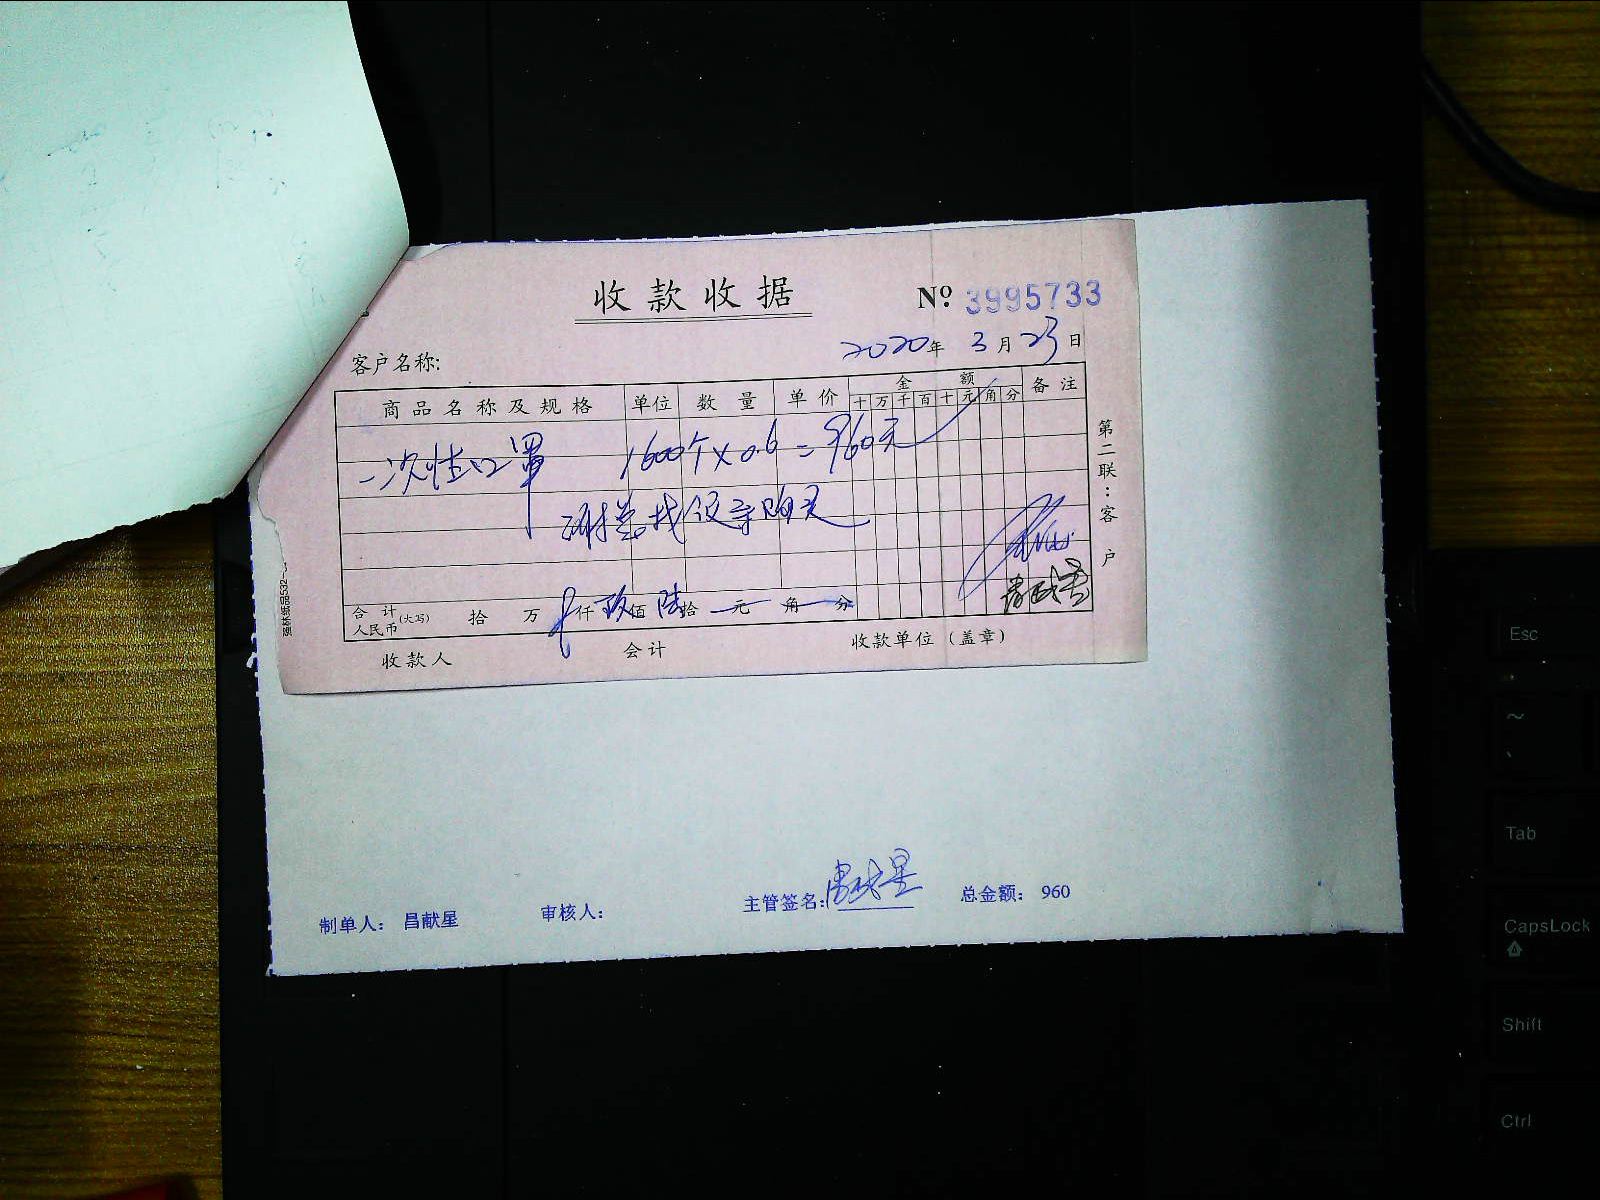 收款收据 Nº 3995733
2020年 3月 23日
客户名称:
商品名称及规格 单位 数量 单价 金额 备注
十 万 千 百 十 元 角 分
一次性口罩 1600个×0.6=960元
合计人民币(大写) 拾 万 仟 玖佰 陆拾 元 角 分
收款人 会计 收款单位(盖章)
第二联:客户
制单人: 昌献星 审核人: 主管签名: 昌献星 总金额: 960
Esc
~
、
Tab
CapsLock
Shift
Ctrl